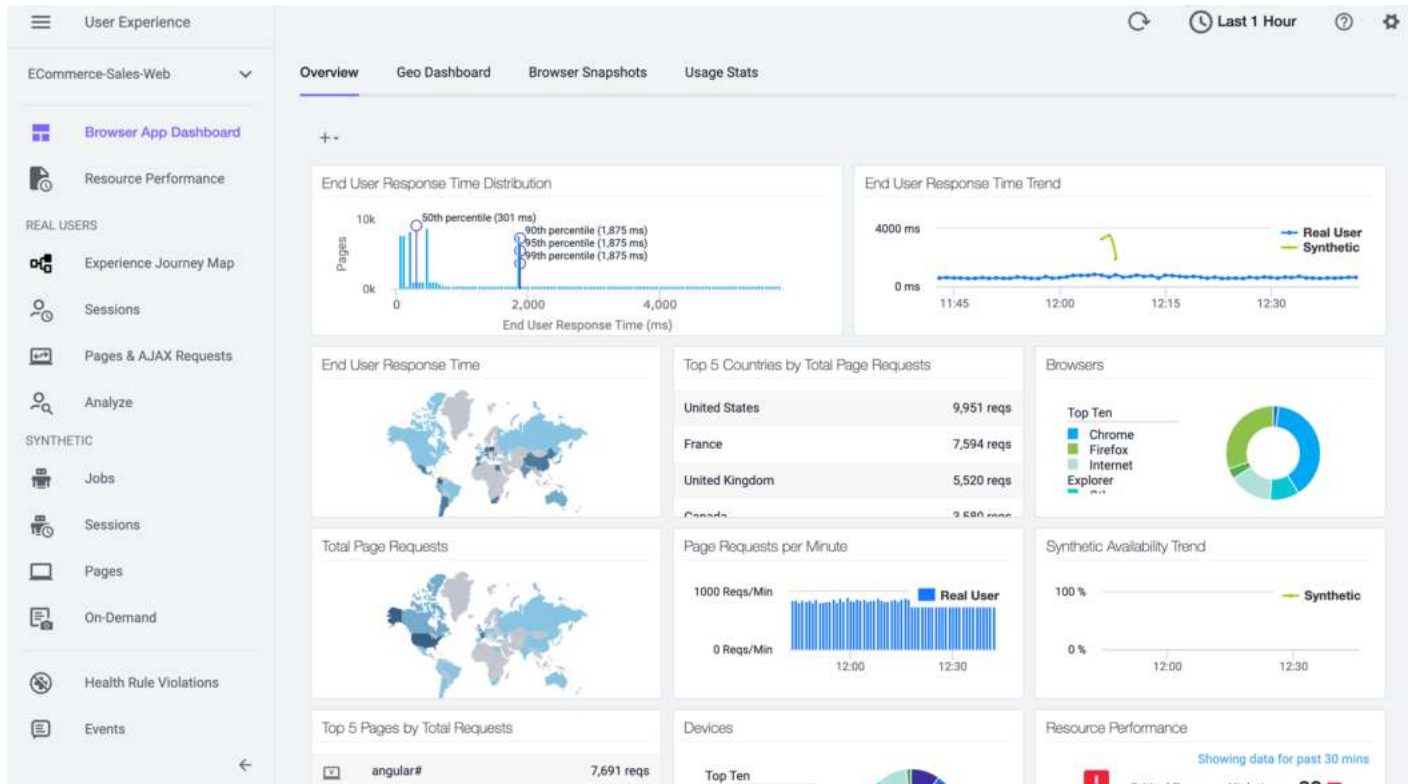 User Experience
Last 1 Hour
ECommerce-Sales-Web
Overview
Geo Dashboard
Browser Snapshots
Usage Stats
Browser App Dashboard
Resource Performance
REAL USERS
Experience Journey Map
Sessions
Pages & AJAX Requests
Analyze
SYNTHETIC
Jobs
Sessions
Pages
On-Demand
Health Rule Violations
Events
End User Response Time Distribution
10k
Pages
0k
50th percentile (301 ms)
90th percentile (1,875 ms)
95th percentile (1,875 ms)
99th percentile (1,875 ms)
0
2,000
4,000
End User Response Time (ms)
End User Response Time Trend
4000 ms
0 ms
Real User
Synthetic
11:45
12:00
12:15
12:30
End User Response Time
Top 5 Countries by Total Page Requests
United States 9,951 reqs
France 7,594 reqs
United Kingdom 5,520 reqs
Canada 3,580 reqs
Browsers
Top Ten
Chrome
Firefox
Internet
Explorer
Total Page Requests
Page Requests per Minute
1000 Reqs/Min
0 Reqs/Min
Real User
12:00
12:30
Synthetic Availability Trend
100 %
0 %
Synthetic
12:00
12:30
Top 5 Pages by Total Requests
angular# 7,691 reqs
Devices
Top Ten
Resource Performance
Showing data for past 30 mins